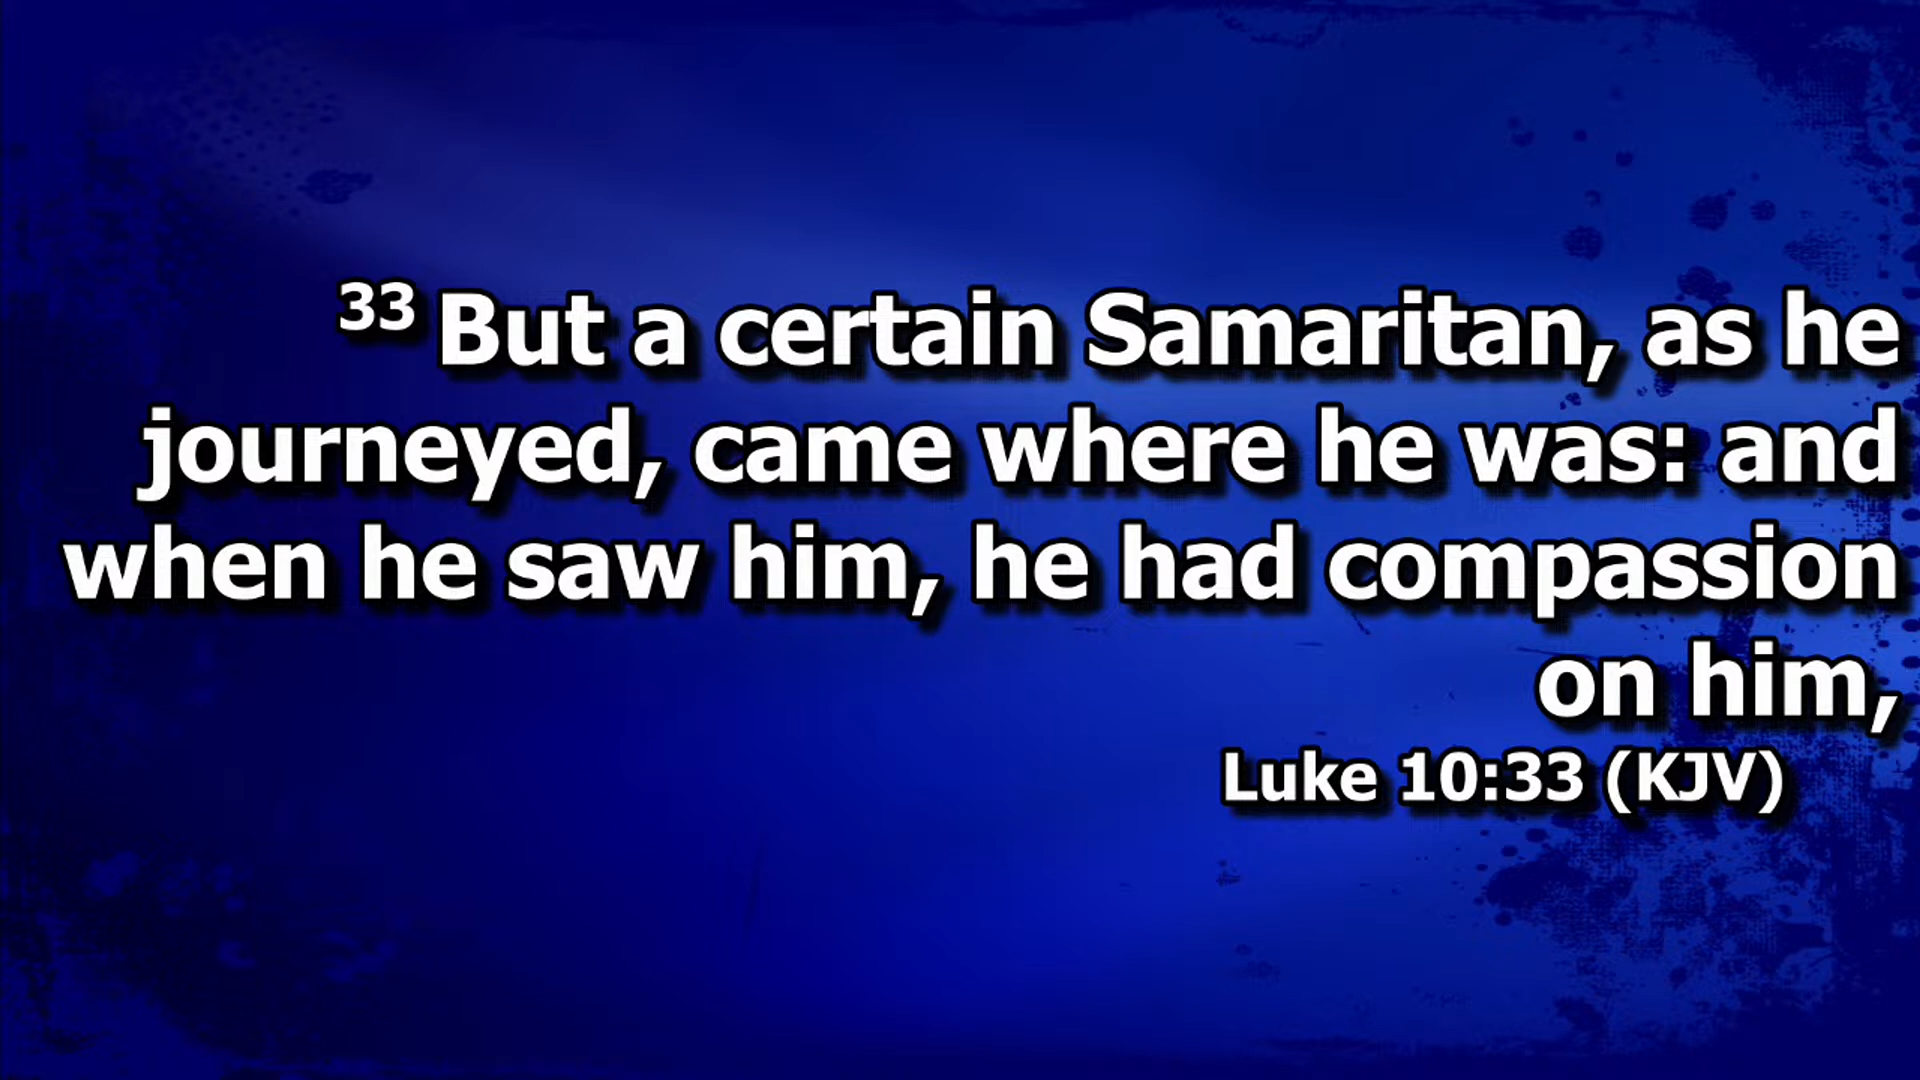 33 But a certain Samaritan, as he
journeyed, came where he was: and
when he saw him, he had compassion
on him,
Luke 10:33 (KJV)